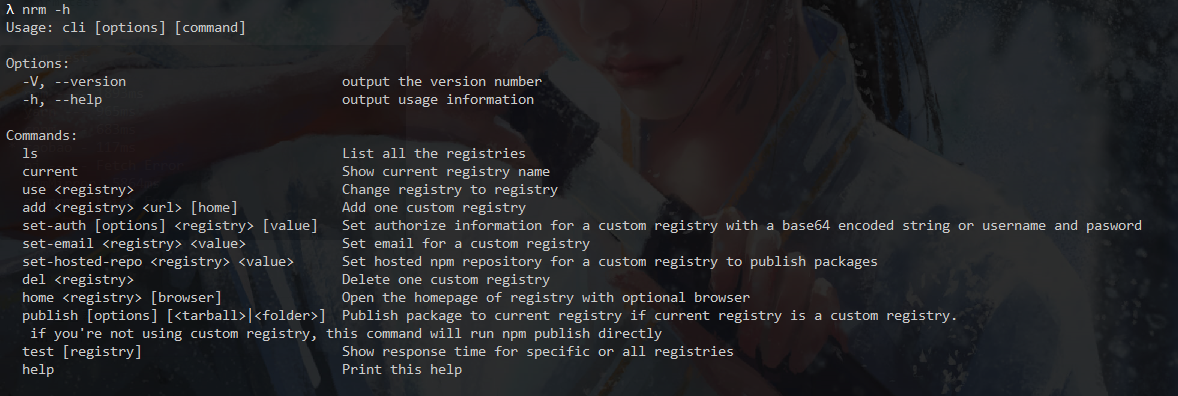 λ nrm -h
Usage: cli [options] [command]
Options:
-V, --version output the version number
-h, --help output usage information
Commands:
ls List all the registries
current Show current registry name
use <registry> Change registry to registry
add <registry> <url> [home] Add one custom registry
set-auth [options] <registry> [value] Set authorize information for a custom registry with a base64 encoded string or username and pasword
set-email <registry> <value> Set email for a custom registry
set-hosted-repo <registry> <value> Set hosted npm repository for a custom registry to publish packages
del <registry> Delete one custom registry
home <registry> [browser] Open the homepage of registry with optional browser
publish [options] [<tarball>|<folder>] Publish package to current registry if current registry is a custom registry.
if you're not using custom registry, this command will run npm publish directly
test [registry] Show response time for specific or all registries
help Print this help